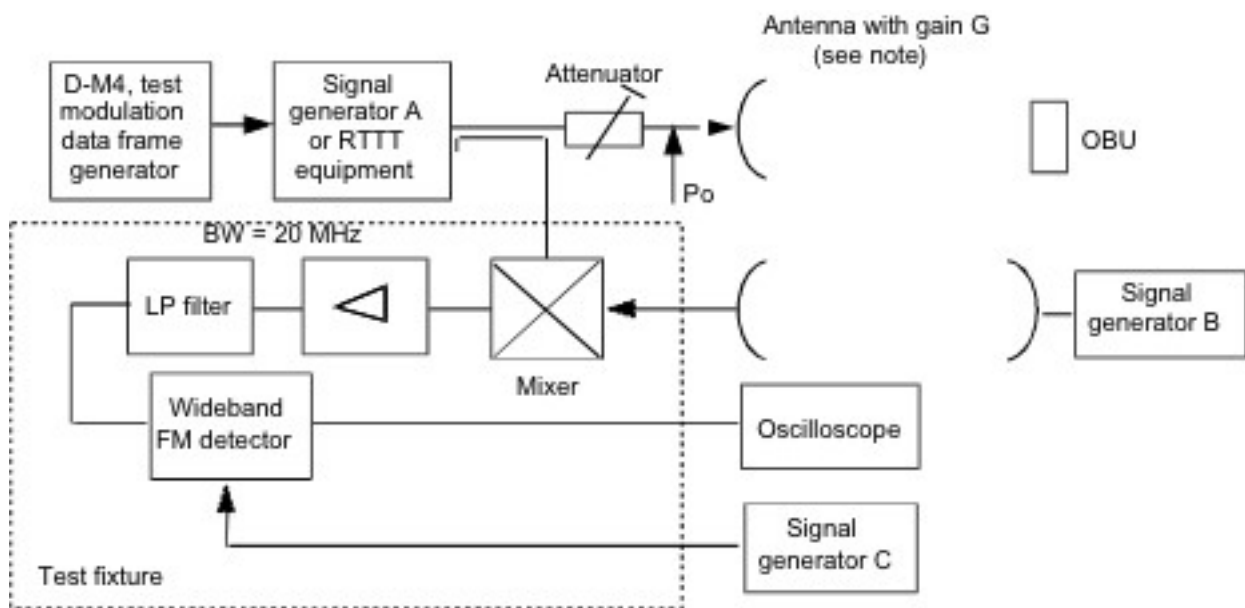 Antenna with gain G
(see note)
D-M4, test
modulation
data frame
generator
Signal
generator A
or RTTT
equipment
Attenuator
OBU
Po
BW = 20 MHz
LP filter
Mixer
Signal
generator B
Wideband
FM detector
Oscilloscope
Signal
generator C
Test fixture